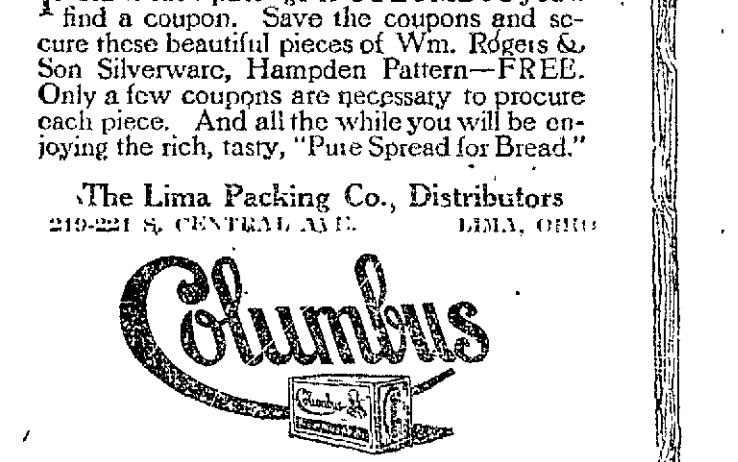 find a coupon. Save the coupons and se-
cure these beautiful pieces of Wm. Rogers &
Son Silverware, Hampden Pattern—FREE.
Only a few coupons are necessary to procure
each piece. And all the while you will be en-
joying the rich, tasty, "Pure Spread for Bread."
The Lima Packing Co., Distributors
219-221 S. CENTRAL AVE. LIMA, OHIO
Columbus
Columbus